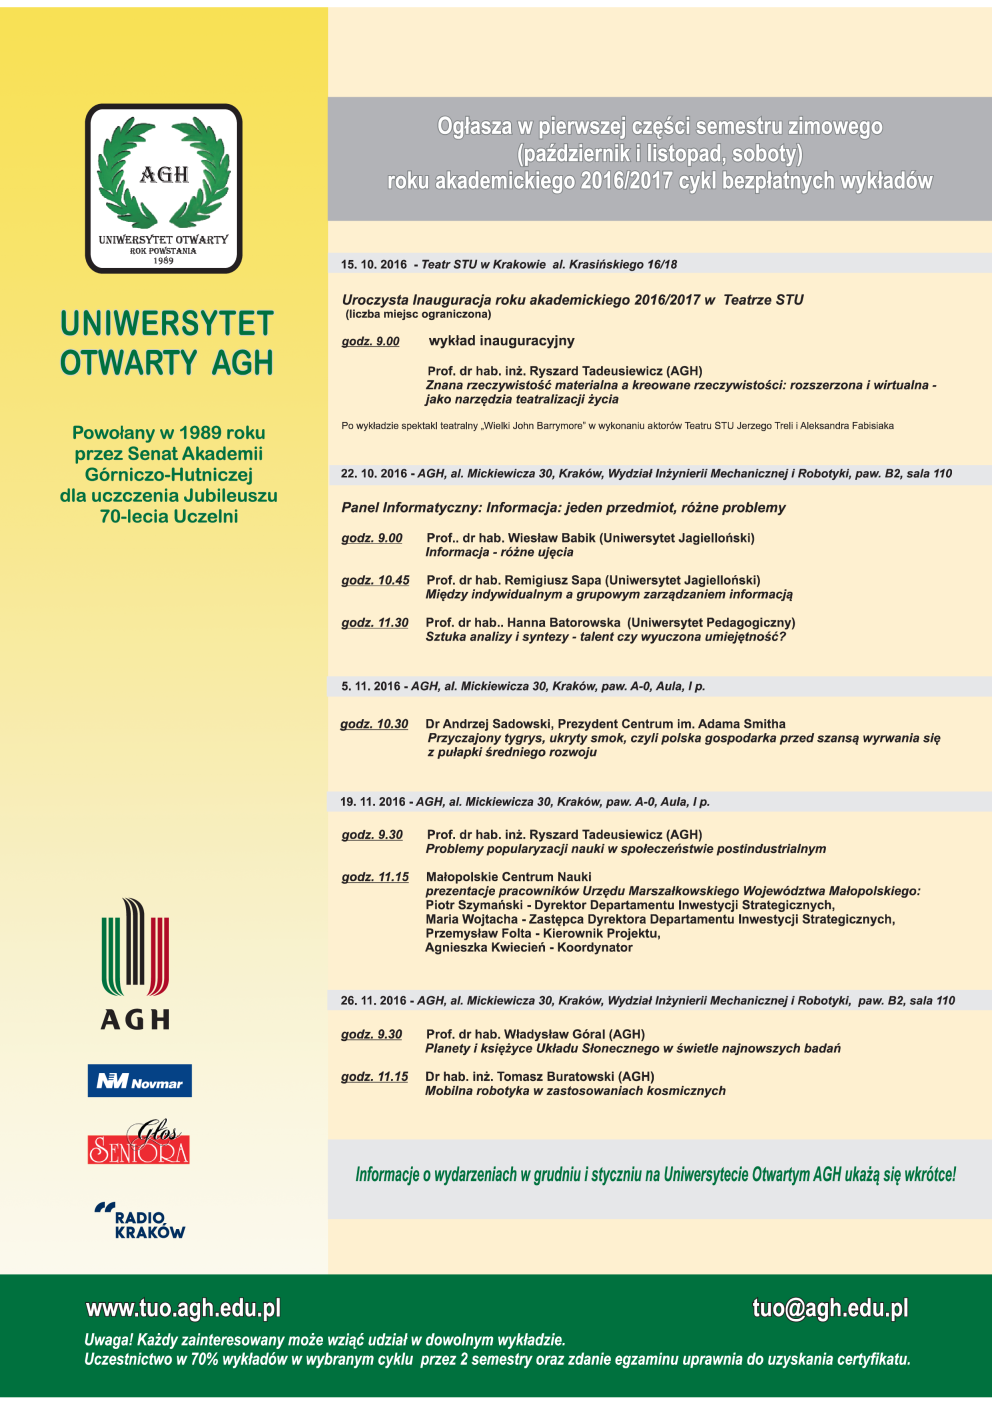 AGH
UNIWERSYTET OTWARTY
ROK POWSTANIA
1989
UNIWERSYTET
OTWARTY AGH
Powołany w 1989 roku
przez Senat Akademii
Górniczo-Hutniczej
dla uczczenia Jubileuszu
70-lecia Uczelni
AGH
NM Novmar
Głos
SENIORA
RADIO
KRAKÓW
Ogłasza w pierwszej części semestru zimowego
(październik i listopad, soboty)
roku akademickiego 2016/2017 cykl bezpłatnych wykładów
15. 10. 2016 - Teatr STU w Krakowie al. Krasińskiego 16/18
Uroczysta Inauguracja roku akademickiego 2016/2017 w Teatrze STU
(liczba miejsc ograniczona)
godz. 9.00 wykład inauguracyjny
Prof. dr hab. inż. Ryszard Tadeusiewicz (AGH)
Znana rzeczywistość materialna a kreowane rzeczywistości: rozszerzona i wirtualna -
jako narzędzia teatralizacji życia
Po wykładzie spektakl teatralny „Wielki John Barrymore” w wykonaniu aktorów Teatru STU Jerzego Treli i Aleksandra Fabisiaka
22. 10. 2016 - AGH, al. Mickiewicza 30, Kraków, Wydział Inżynierii Mechanicznej i Robotyki, paw. B2, sala 110
Panel Informatyczny: Informacja: jeden przedmiot, różne problemy
godz. 9.00 Prof.. dr hab. Wiesław Babik (Uniwersytet Jagielloński)
Informacja - różne ujęcia
godz. 10.45 Prof. dr hab. Remigiusz Sapa (Uniwersytet Jagielloński)
Między indywidualnym a grupowym zarządzaniem informacją
godz. 11.30 Prof. dr hab.. Hanna Batorowska (Uniwersytet Pedagogiczny)
Sztuka analizy i syntezy - talent czy wyuczona umiejętność?
5. 11. 2016 - AGH, al. Mickiewicza 30, Kraków, paw. A-0, Aula, I p.
godz. 10.30 Dr Andrzej Sadowski, Prezydent Centrum im. Adama Smitha
Przyczajony tygrys, ukryty smok, czyli polska gospodarka przed szansą wyrwania się
z pułapki średniego rozwoju
19. 11. 2016 - AGH, al. Mickiewicza 30, Kraków, paw. A-0, Aula, I p.
godz. 9.30 Prof. dr hab. inż. Ryszard Tadeusiewicz (AGH)
Problemy popularyzacji nauki w społeczeństwie postindustrialnym
godz. 11.15 Małopolskie Centrum Nauki
prezentacje pracowników Urzędu Marszałkowskiego Województwa Małopolskiego:
Piotr Szymański - Dyrektor Departamentu Inwestycji Strategicznych,
Maria Wojtacha - Zastępca Dyrektora Departamentu Inwestycji Strategicznych,
Przemysław Folta - Kierownik Projektu,
Agnieszka Kwiecień - Koordynator
26. 11. 2016 - AGH, al. Mickiewicza 30, Kraków, Wydział Inżynierii Mechanicznej i Robotyki, paw. B2, sala 110
godz. 9.30 Prof. dr hab. Władysław Góral (AGH)
Planety i księżyce Układu Słonecznego w świetle najnowszych badań
godz. 11.15 Dr hab. inż. Tomasz Buratowski (AGH)
Mobilna robotyka w zastosowaniach kosmicznych
Informacje o wydarzeniach w grudniu i styczniu na Uniwersytecie Otwartym AGH ukażą się wkrótce!
www.tuo.agh.edu.pl tuo@agh.edu.pl
Uwaga! Każdy zainteresowany może wziąć udział w dowolnym wykładzie.
Uczestnictwo w 70% wykładów w wybranym cyklu przez 2 semestry oraz zdanie egzaminu uprawnia do uzyskania certyfikatu.